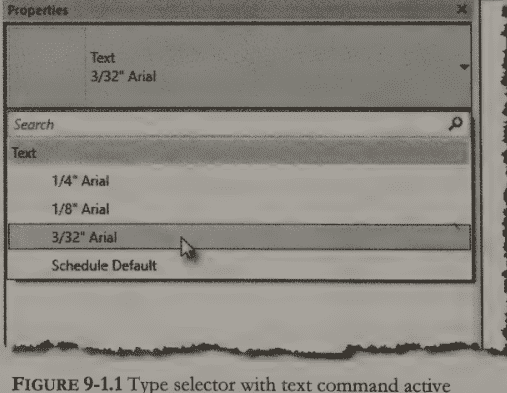 Properties
Text
3/32" Arial
Search
Text
1/4" Arial
1/8" Arial
3/32" Arial
Schedule Default
FIGURE 9-1.1 Type selector with text command active